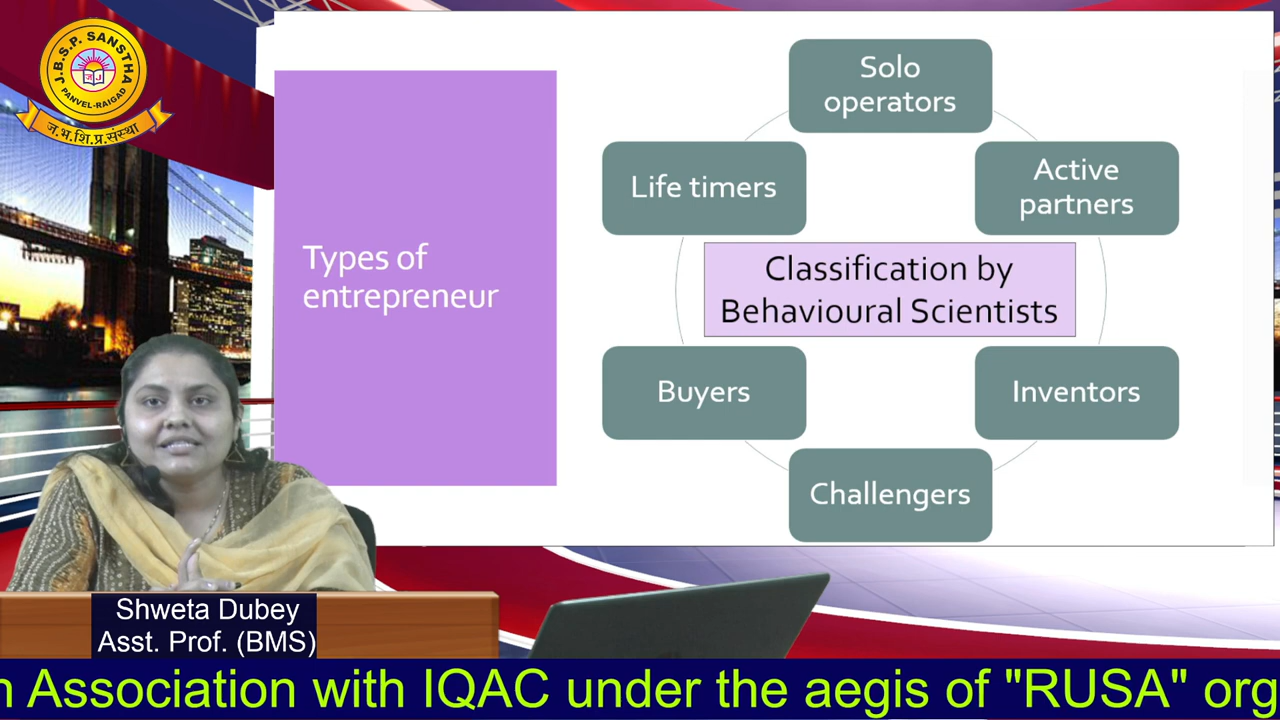 J.B.S.P. SANSTHA
PANVEL-RAIGAD
ज.भ.शि.प्र.संस्था
Types of
entrepreneur
Solo
operators
Life timers
Active
partners
Classification by
Behavioural Scientists
Buyers
Inventors
Challengers
Shweta Dubey
Asst. Prof. (BMS)
n Association with IQAC under the aegis of "RUSA" org